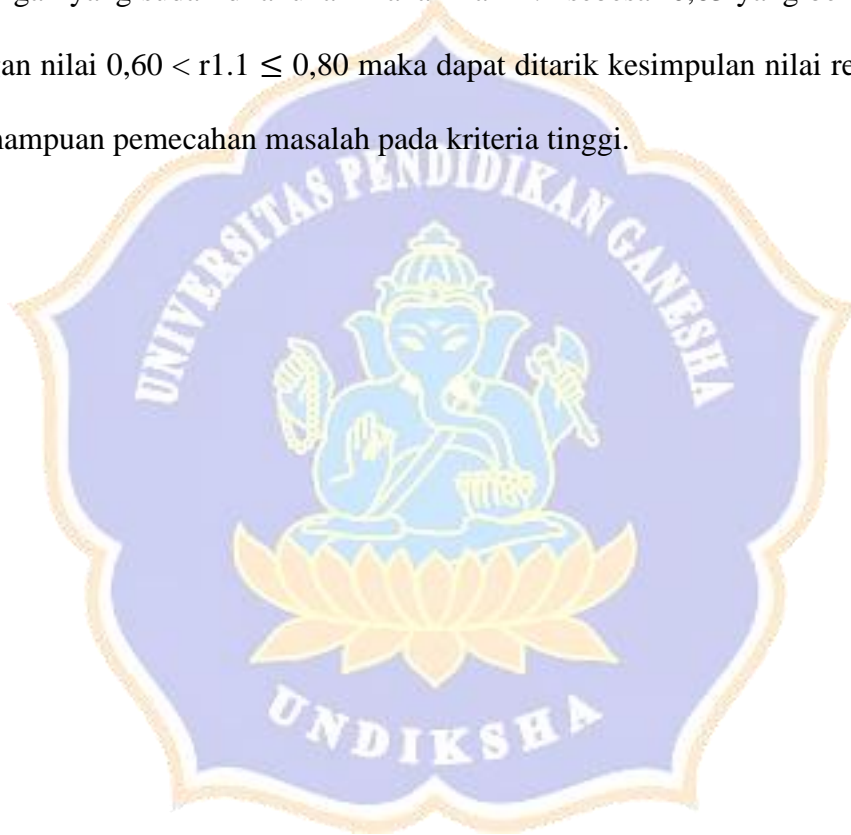 an nilai 0,60 < r1.1 ≤ 0,80 maka dapat ditarik kesimpulan nilai re
ampuan pemecahan masalah pada kriteria tinggi.
UNIVERSITAS PENDIDIKAN GANESHA
UNDIKSHA